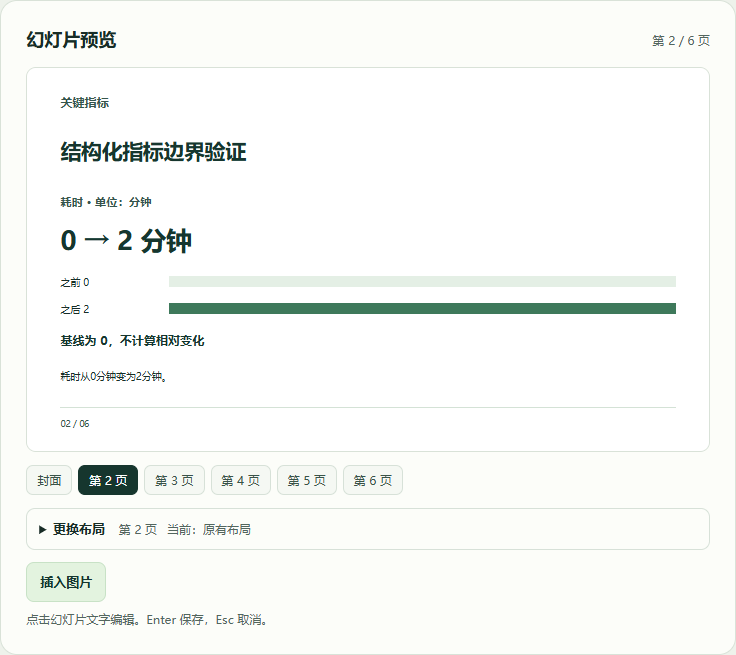 幻灯片预览
第 2 / 6 页
关键指标
结构化指标边界验证
耗时 · 单位：分钟
0 → 2 分钟
之前 0
之后 2
基线为 0，不计算相对变化
耗时从0分钟变为2分钟。
02 / 06
封面 第 2 页 第 3 页 第 4 页 第 5 页 第 6 页
▶ 更换布局 第 2 页 当前：原有布局
插入图片
点击幻灯片文字编辑。Enter 保存，Esc 取消。